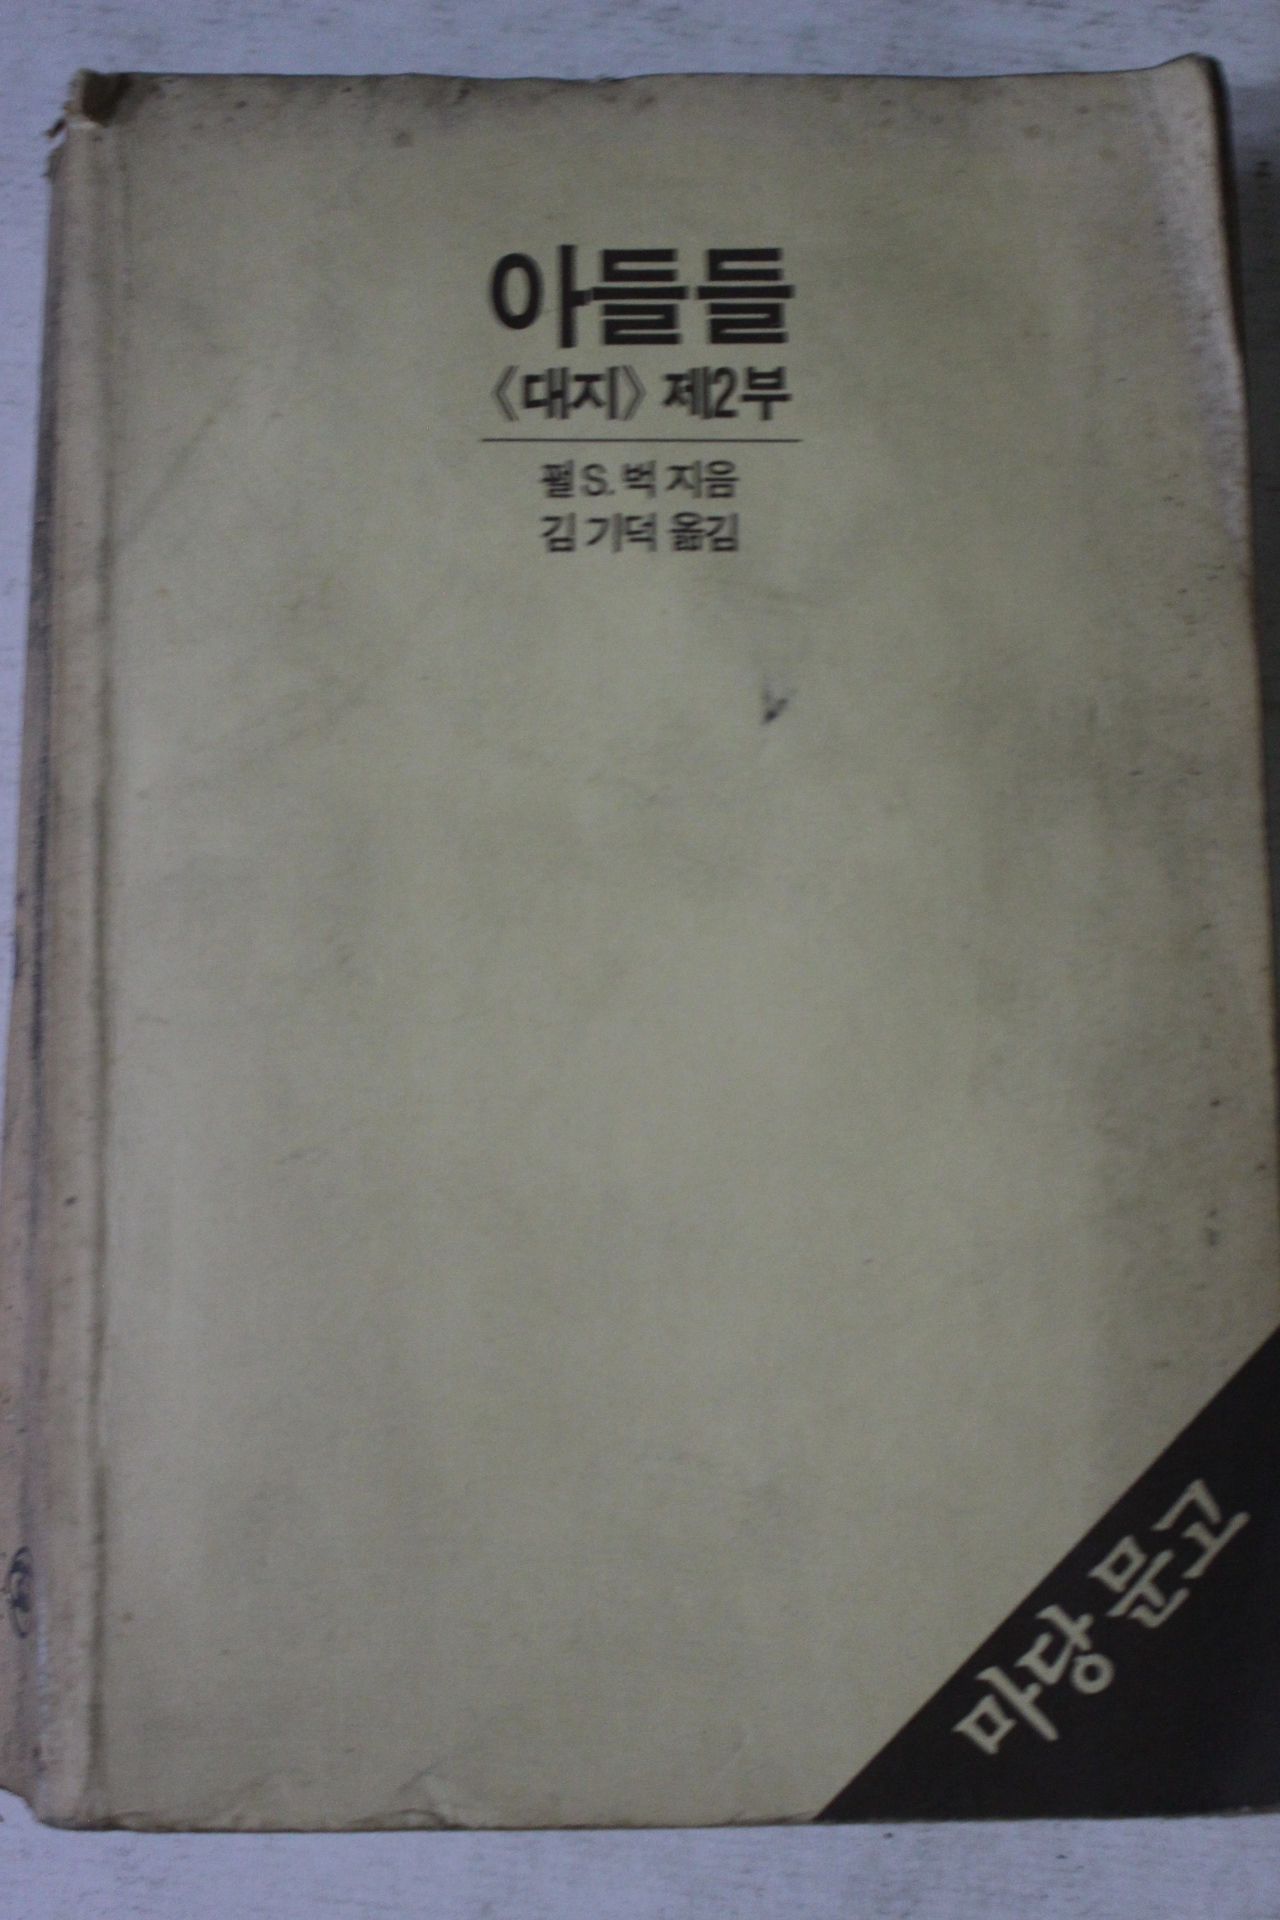 아들들
《대지》 제2부
펄 S. 벅 지음
김기덕 옮김
마당 문고